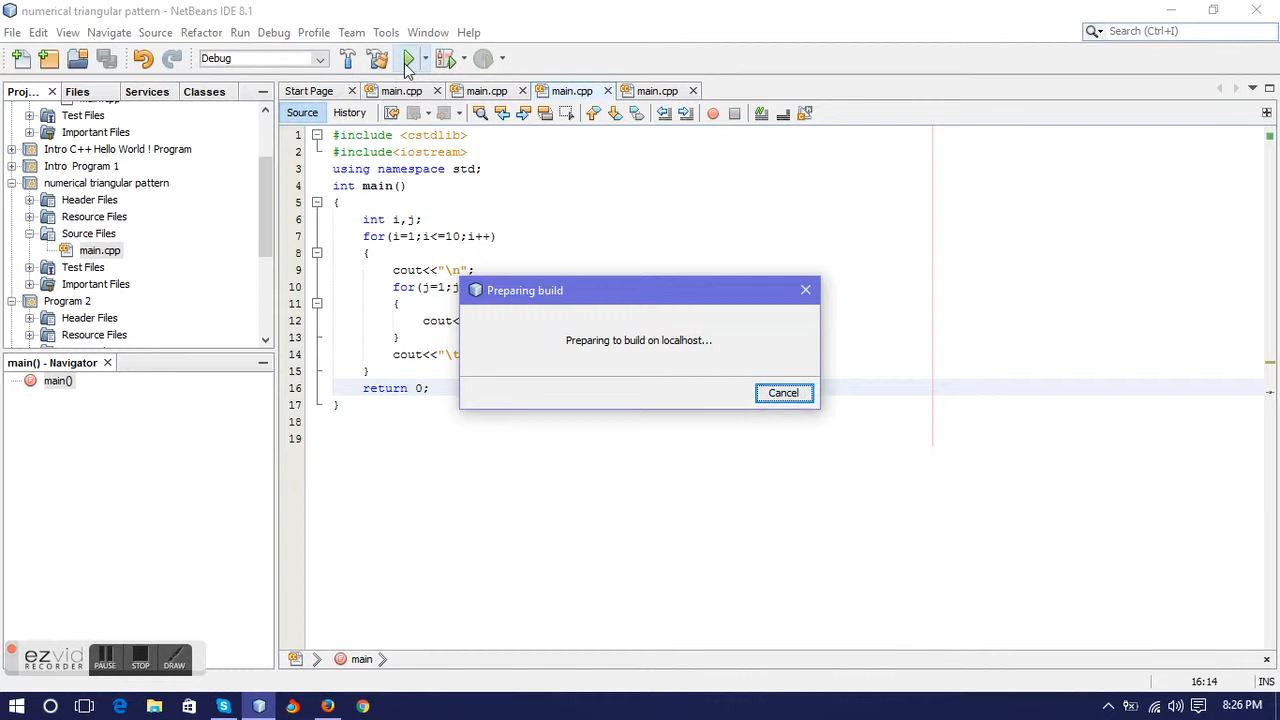 numerical triangular pattern - NetBeans IDE 8.1
File Edit View Navigate Source Refactor Run Debug Profile Team Tools Window Help
Search (Ctrl+I)
Debug
Proj... Files Services Classes
Start Page main.cpp main.cpp main.cpp main.cpp
Source History
Test Files
Important Files
Intro C++ Hello World ! Program
Intro Program 1
numerical triangular pattern
Header Files
Resource Files
Source Files
main.cpp
Test Files
Important Files
Program 2
Header Files
Resource Files
main() - Navigator
main()
1 #include <cstdlib>
2 #include<iostream>
3 using namespace std;
4 int main()
5 {
6 int i,j;
7 for(i=1;i<=10;i++)
8 {
9 cout<<"\n";
10 for(j=1;j
11 {
12 cout<
13 }
14 cout<<"\t
15 }
16 return 0;
17 }
18
19
Preparing build
Preparing to build on localhost...
Cancel
ezvid
RECORDER
PAUSE STOP DRAW
main
16:14 INS
8:26 PM